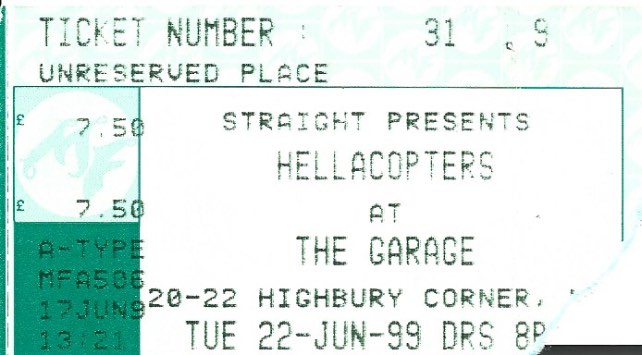 TICKET NUMBER : 31 , 9
UNRESERVED PLACE
£ 7.50 STRAIGHT PRESENTS
HELLACOPTERS
£ 7.50 AT
A-TYPE THE GARAGE
MFA506
17JUN9 20-22 HIGHBURY CORNER,
13:21 TUE 22-JUN-99 DRS 8P